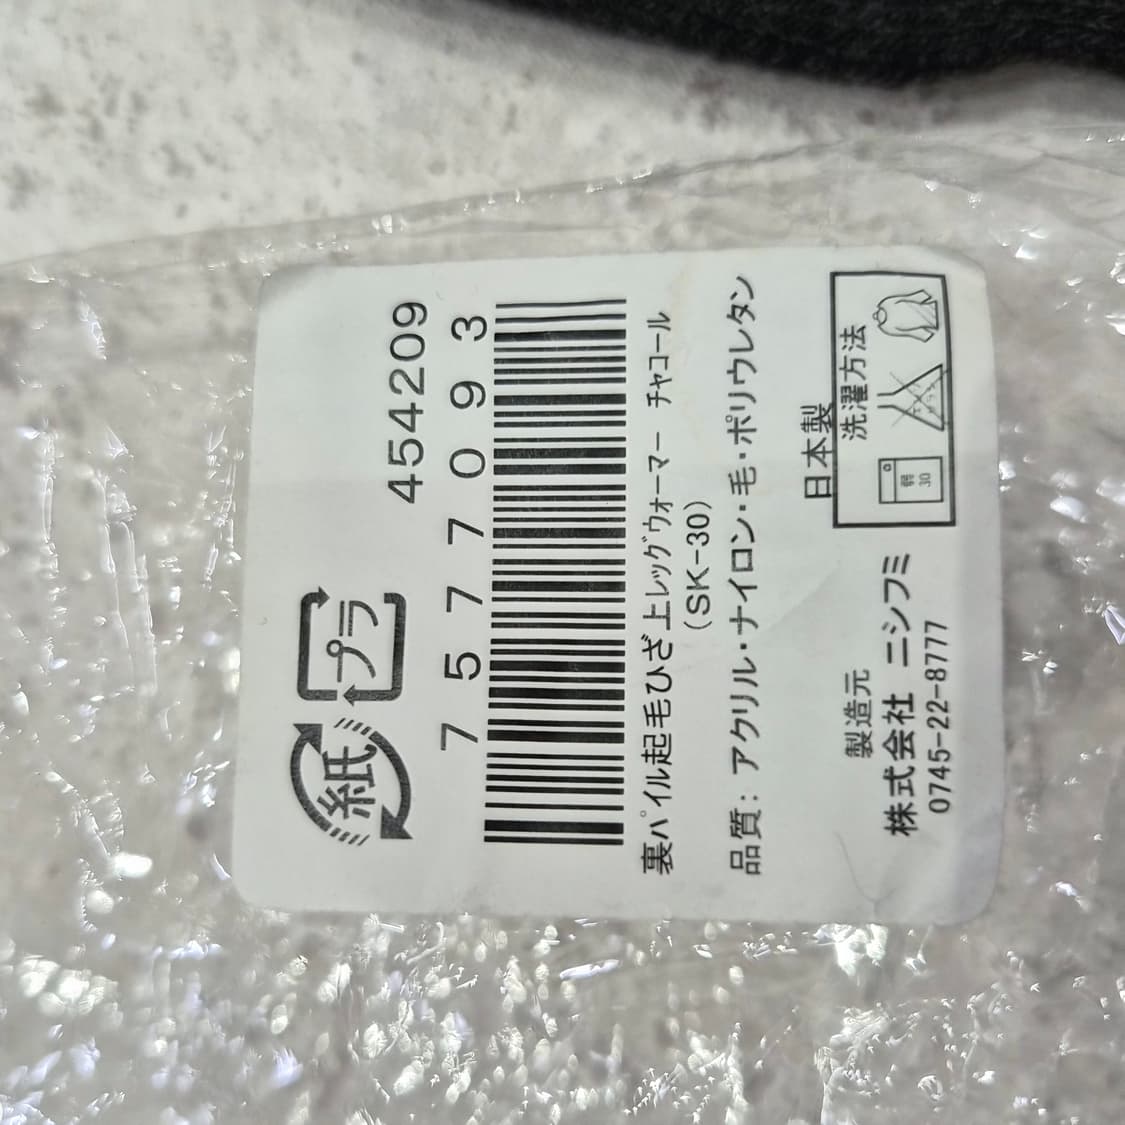 454209
紙
プラ
7577093
裏パイル起毛ひざ上レッグウォーマー チャコール
(SK-30)
品質: アクリル・ナイロン・毛・ポリウレタン
日本製
洗濯方法
弱
30
製造元
株式会社 ニシフミ
0745-22-8777